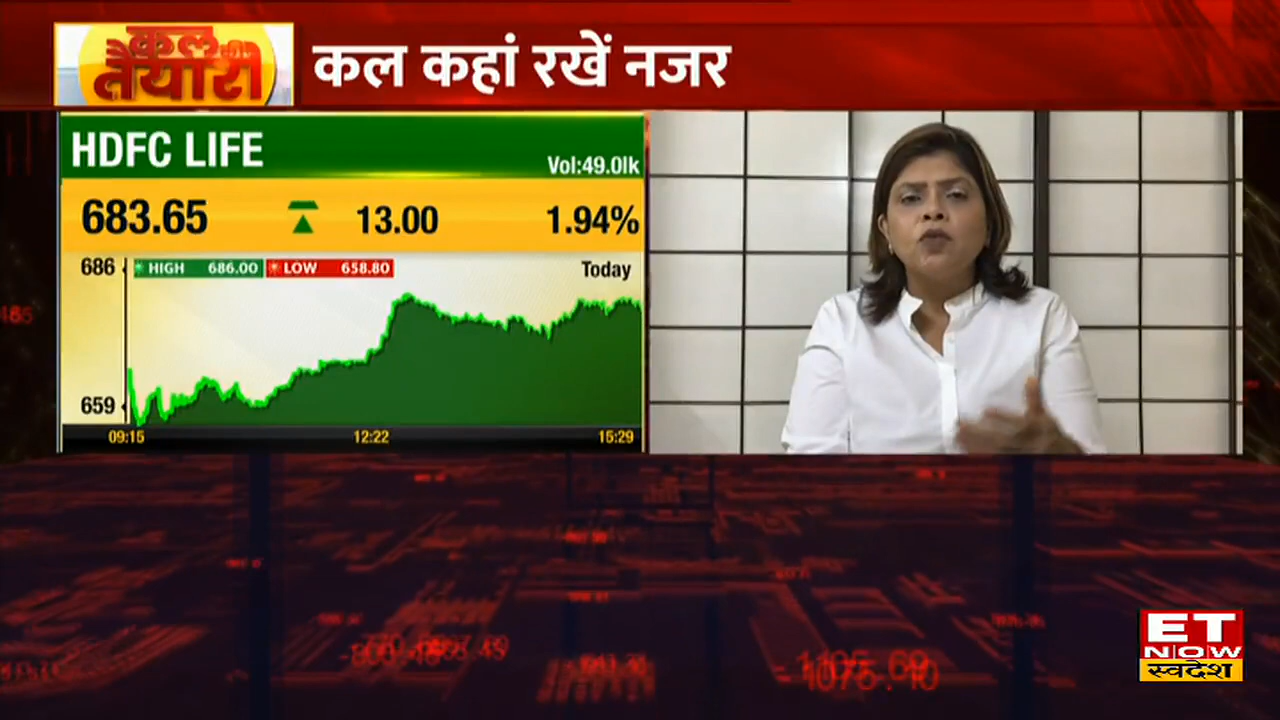 कल की
तैयारी
कल कहां रखें नजर
HDFC LIFE
Vol:49.0lk
683.65 13.00 1.94%
686 HIGH 686.00 LOW 658.80 Today
659
09:15 12:22 15:29
ET
NOW
स्वदेश